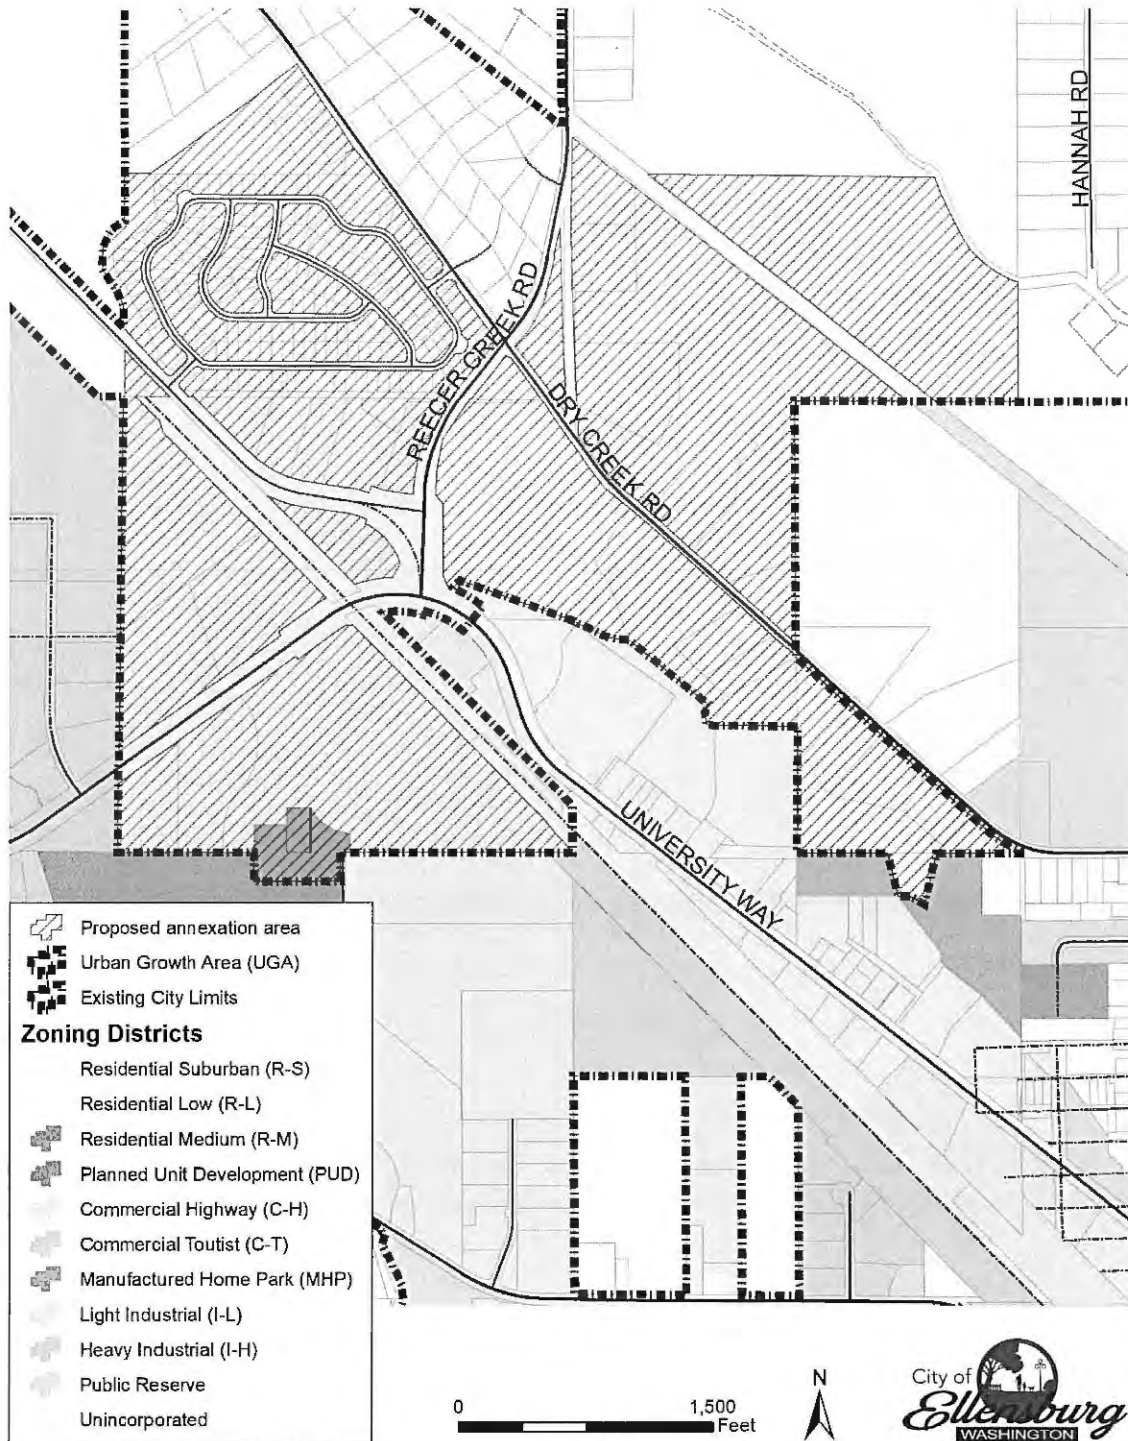 HANNAH RD
REECER CREEK RD
DRY CREEK RD
UNIVERSITY WAY
Proposed annexation area
Urban Growth Area (UGA)
Existing City Limits
Zoning Districts
Residential Suburban (R-S)
Residential Low (R-L)
Residential Medium (R-M)
Planned Unit Development (PUD)
Commercial Highway (C-H)
Commercial Toutist (C-T)
Manufactured Home Park (MHP)
Light Industrial (I-L)
Heavy Industrial (I-H)
Public Reserve
Unincorporated
0 1,500
Feet
N
City of
Ellensburg
WASHINGTON